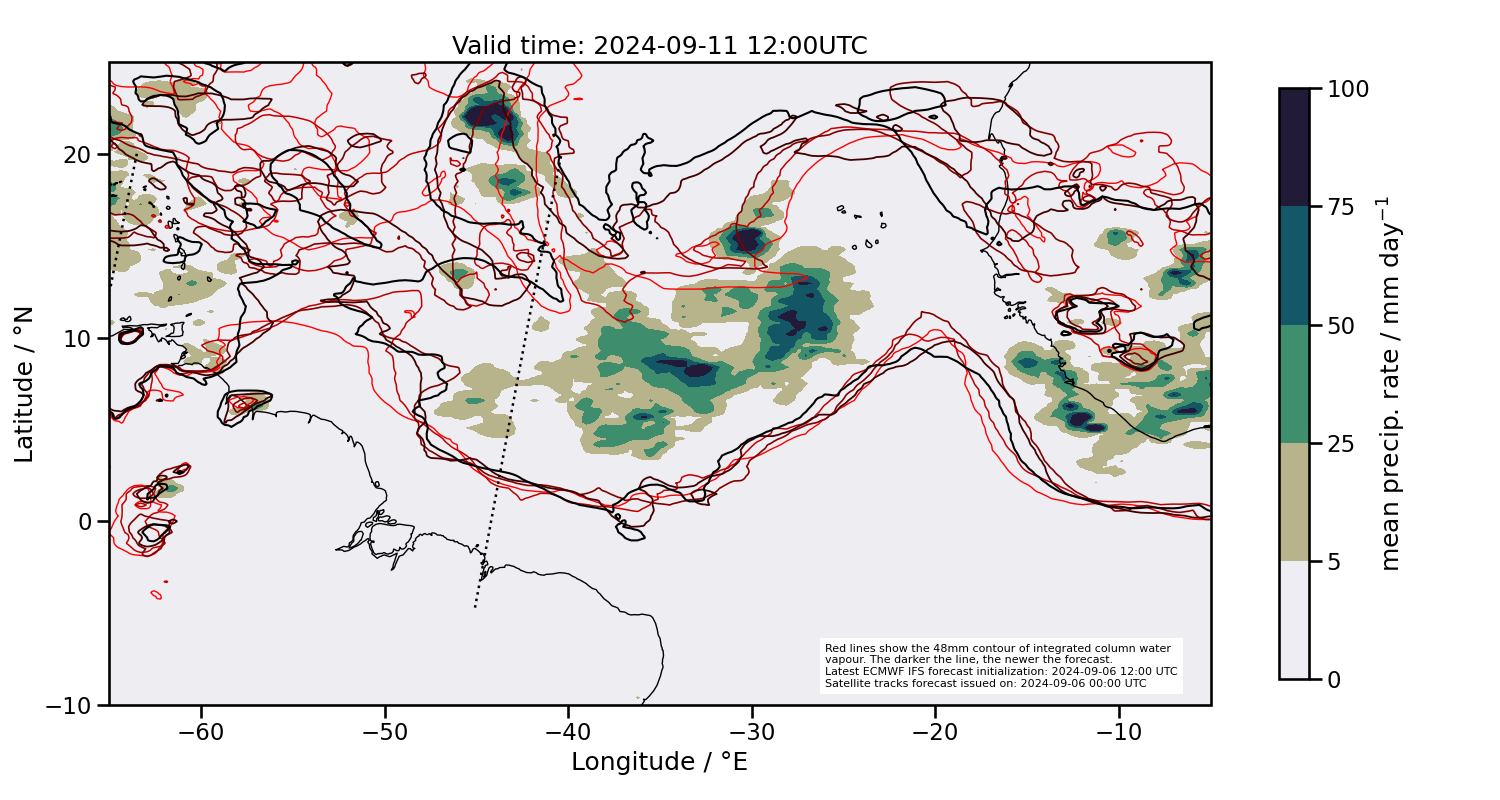 Valid time: 2024-09-11 12:00UTC
20
10
0
−10
Latitude / °N
−60
−50
−40
−30
−20
−10
Longitude / °E
100
75
50
25
5
0
mean precip. rate / mm day⁻¹
Red lines show the 48mm contour of integrated column water
vapour. The darker the line, the newer the forecast.
Latest ECMWF IFS forecast initialization: 2024-09-06 12:00 UTC
Satellite tracks forecast issued on: 2024-09-06 00:00 UTC